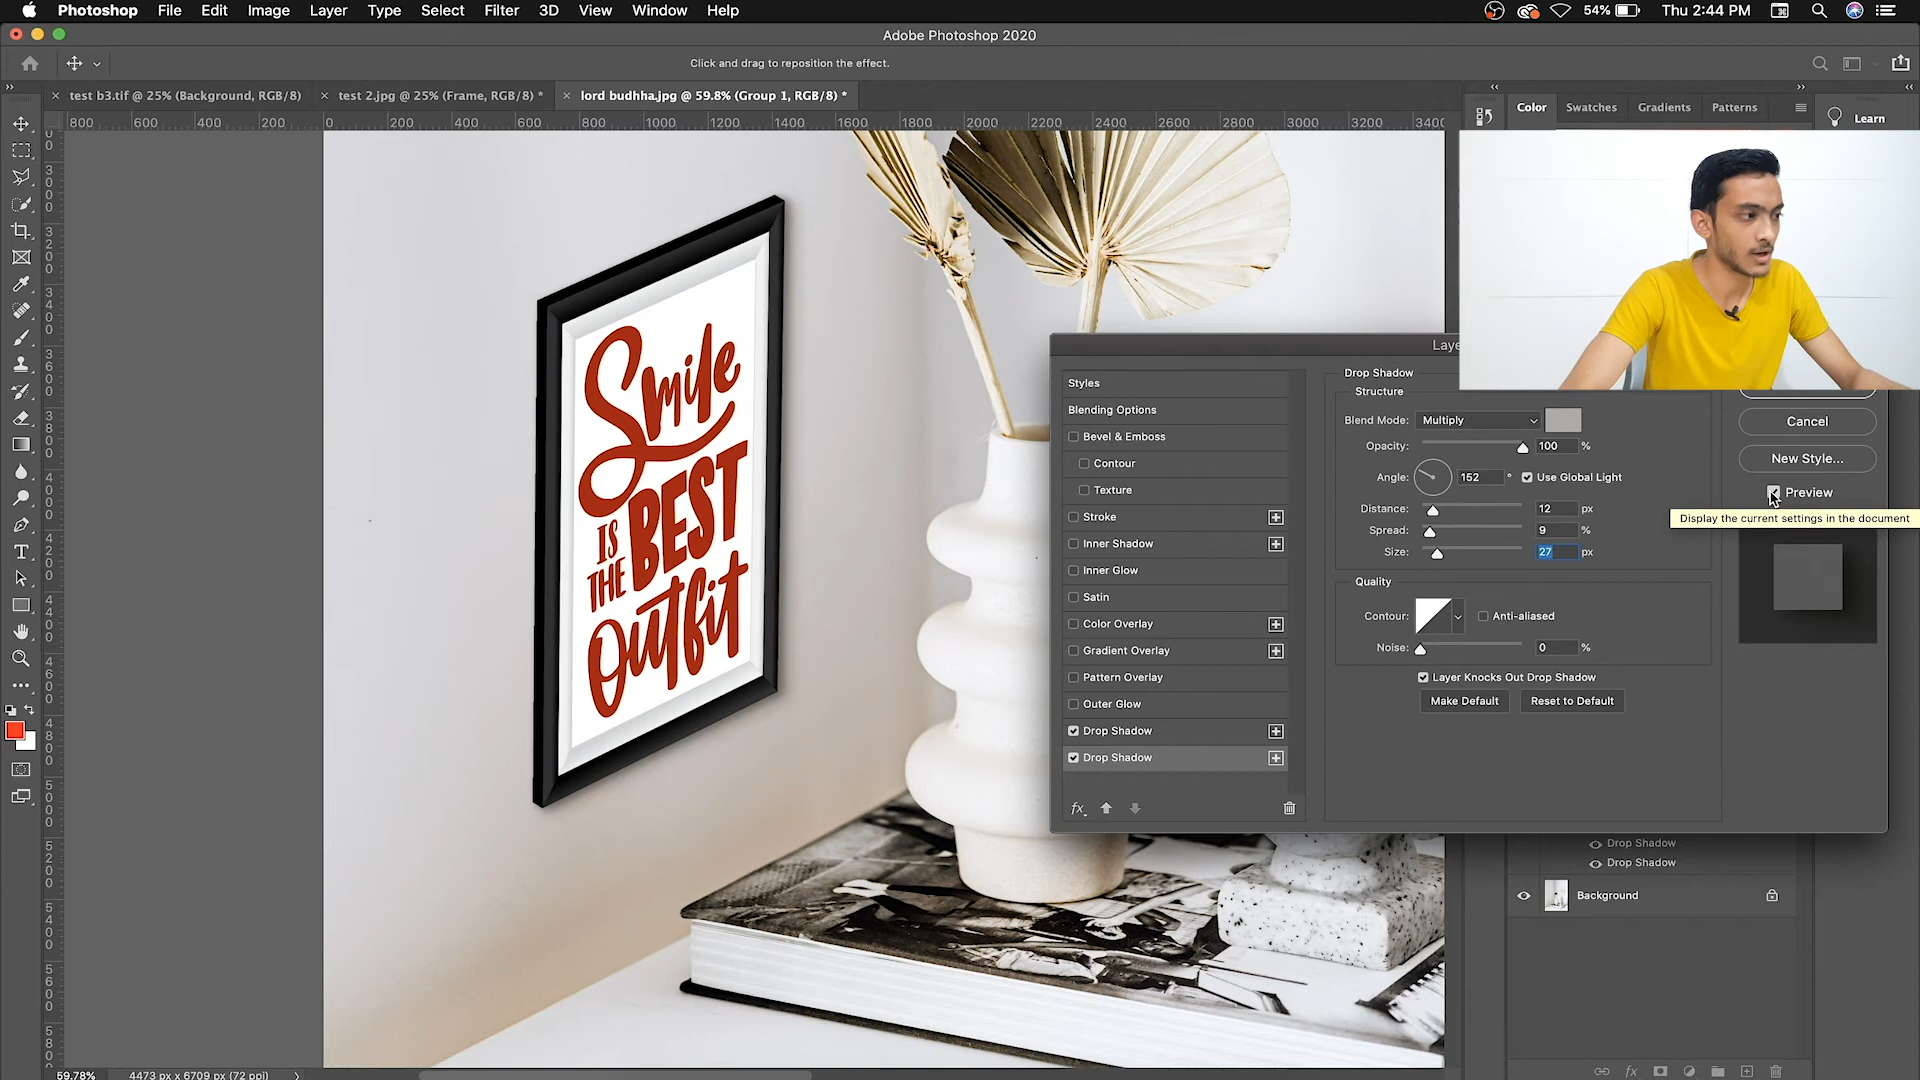 Photoshop File Edit Image Layer Type Select Filter 3D View Window Help 54% Thu 2:44 PM
Adobe Photoshop 2020
Click and drag to reposition the effect.
test b3.tif @ 25% (Background, RGB/8) test 2.jpg @ 25% (Frame, RGB/8) * lord budhha.jpg @ 59.8% (Group 1, RGB/8) *
Color Swatches Gradients Patterns
Learn
800 600 400 200 0 200 400 600 800 1000 1200 1400 1600 1800 2000 2200 2400 2600 2800 3000 3200 3400
Smile
IS
THE
BEST
Outfit
Laye
Styles
Blending Options
Bevel & Emboss
Contour
Texture
Stroke
Inner Shadow
Inner Glow
Satin
Color Overlay
Gradient Overlay
Pattern Overlay
Outer Glow
Drop Shadow
Drop Shadow
fx
Drop Shadow
Structure
Blend Mode: Multiply
Opacity: 100 %
Angle: 152 ° Use Global Light
Distance: 12 px
Spread: 9 %
Size: 27 px
Quality
Contour: Anti-aliased
Noise: 0 %
Layer Knocks Out Drop Shadow
Make Default Reset to Default
Cancel
New Style...
Preview
Display the current settings in the document
Drop Shadow
Drop Shadow
Background
fx
59.78% 4473 px x 6709 px (72 ppi)